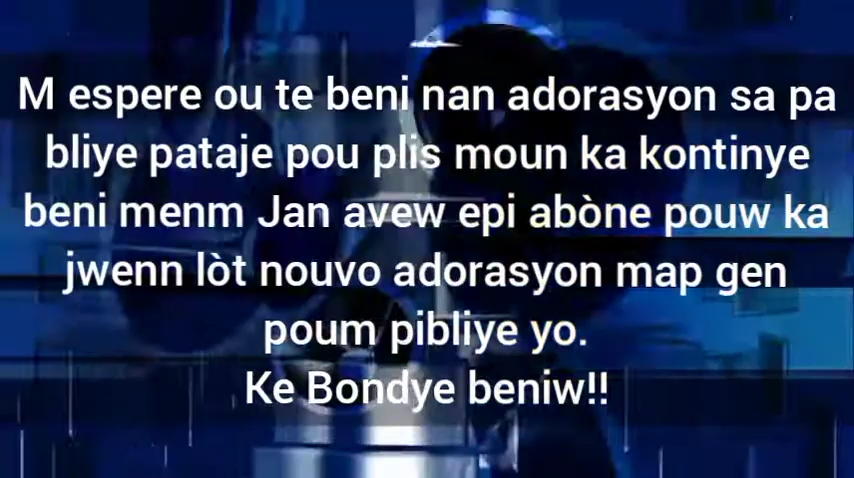 M espere ou te beni nan adorasyon sa pa
bliye pataje pou plis moun ka kontinye
beni menm Jan avew epi abòne pouw ka
jwenn lòt nouvo adorasyon map gen
poum pibliye yo.
Ke Bondye beniw!!